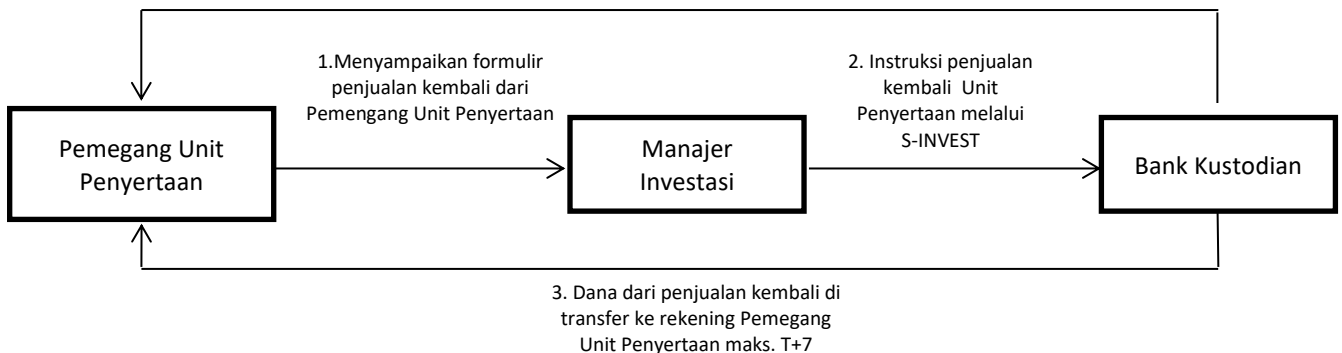 1.Menyampaikan formulir
penjualan kembali dari
Pemengang Unit Penyertaan
2. Instruksi penjualan
kembali  Unit
Penyertaan melalui
S-INVEST
Pemegang Unit
Penyertaan
Manajer
Investasi
Bank Kustodian
3. Dana dari penjualan kembali di
transfer ke rekening Pemegang
Unit Penyertaan maks. T+7